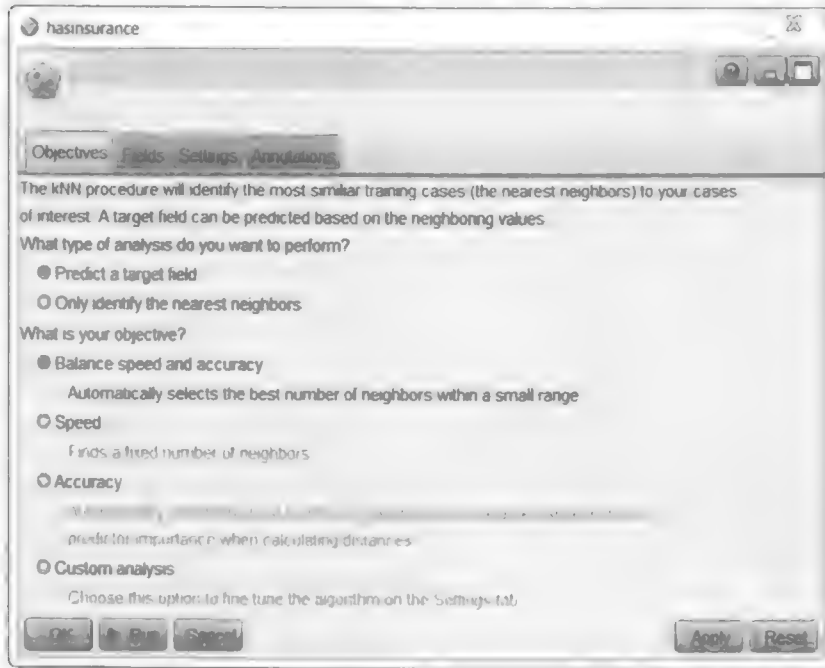 hasinsurance
Objectives Fields Settings Annotations
The kNN procedure will identify the most similar training cases (the nearest neighbors) to your cases
of interest. A target field can be predicted based on the neighboring values
What type of analysis do you want to perform?
Predict a target field
Only identify the nearest neighbors
What is your objective?
Balance speed and accuracy
Automatically selects the best number of neighbors within a small range
Speed
Finds a fixed number of neighbors
Accuracy
predictor importance when calculating distances
Custom analysis
Choose this option to fine tune the algorithm on the Settings tab
OK Run Cancel Apply Reset